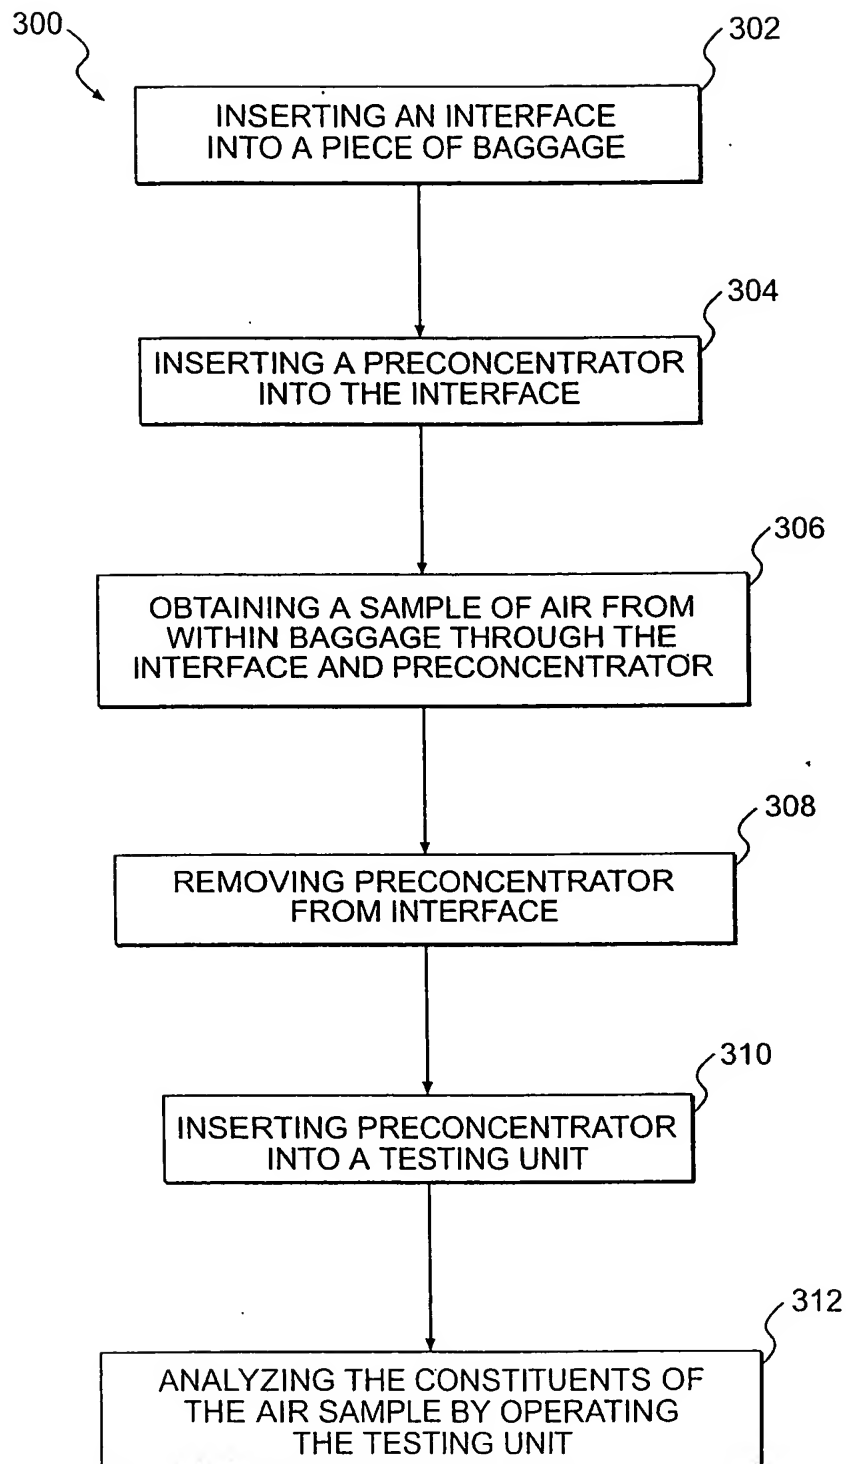 300
302
INSERTING AN INTERFACE
INTO A PIECE OF BAGGAGE
304
INSERTING A PRECONCENTRATOR
INTO THE INTERFACE
306
OBTAINING A SAMPLE OF AIR FROM
WITHIN BAGGAGE THROUGH THE
INTERFACE AND PRECONCENTRATOR
308
REMOVING PRECONCENTRATOR
FROM INTERFACE
310
INSERTING PRECONCENTRATOR
INTO A TESTING UNIT
312
ANALYZING THE CONSTITUENTS OF
THE AIR SAMPLE BY OPERATING
THE TESTING UNIT